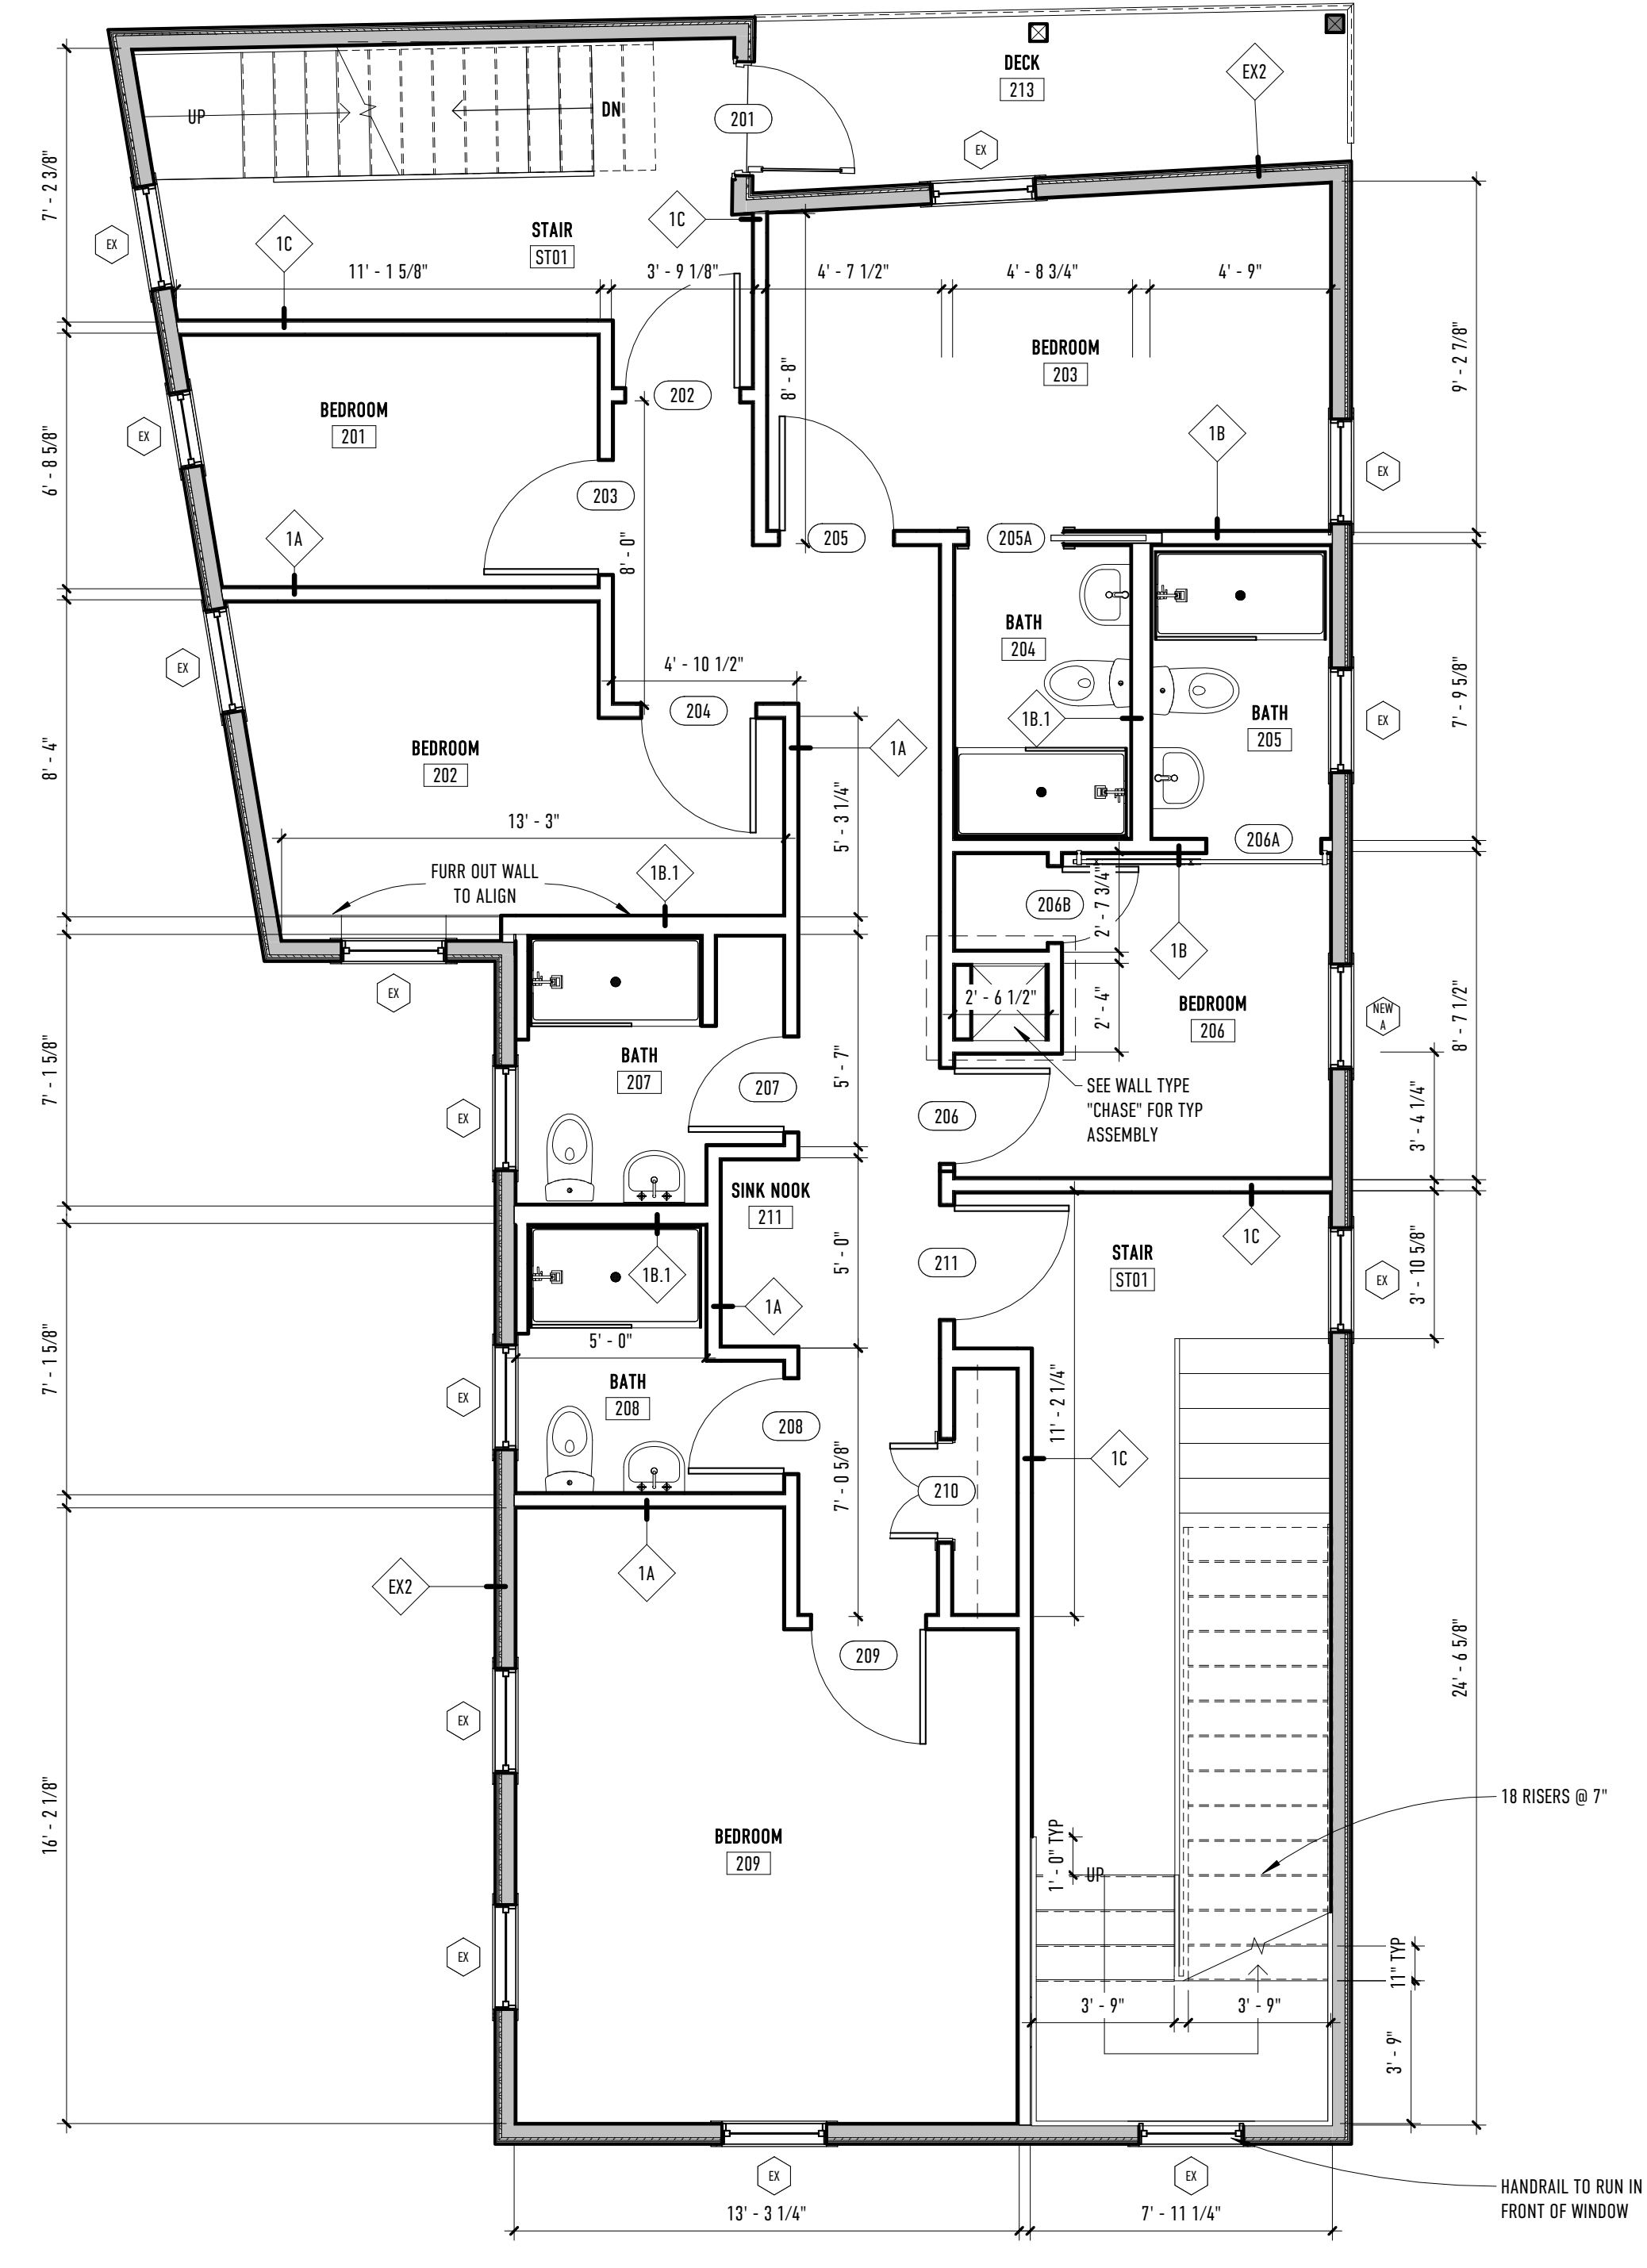 DECK
213
EX2
UP
DN
201
EX
7' - 2 3/8"
EX
1C
STAIR
ST01
1C
11' - 1 5/8"
3' - 9 1/8"
4' - 7 1/2"
4' - 8 3/4"
4' - 9"
BEDROOM
203
9' - 2 7/8"
8' - 8"
202
BEDROOM
201
EX
1B
EX
6' - 8 5/8"
203
1A
205
205A
8' - 0"
BATH
204
EX
4' - 10 1/2"
204
1B.1
BATH
205
EX
7' - 9 5/8"
BEDROOM
202
1A
8' - 4"
13' - 3"
5' - 3 1/4"
206A
FURR OUT WALL
TO ALIGN
1B.1
206B
2' - 7 3/4"
1B
EX
2' - 6 1/2"
2' - 4"
BEDROOM
206
NEW
A
8' - 7 1/2"
BATH
207
207
5' - 7"
7' - 1 5/8"
EX
206
SEE WALL TYPE
"CHASE" FOR TYP
ASSEMBLY
3' - 4 1/4"
SINK NOOK
211
1C
211
STAIR
ST01
5' - 0"
1B.1
EX
3' - 10 5/8"
1A
5' - 0"
7' - 1 5/8"
BATH
208
EX
208
11' - 2 1/4"
1C
7' - 0 5/8"
210
1A
EX2
209
24' - 6 5/8"
EX
16' - 2 1/8"
18 RISERS @ 7"
BEDROOM
209
1' - 0" TYP
UP
EX
11" TYP
3' - 9"
3' - 9"
3' - 9"
EX
EX
HANDRAIL TO RUN IN
FRONT OF WINDOW
13' - 3 1/4"
7' - 11 1/4"